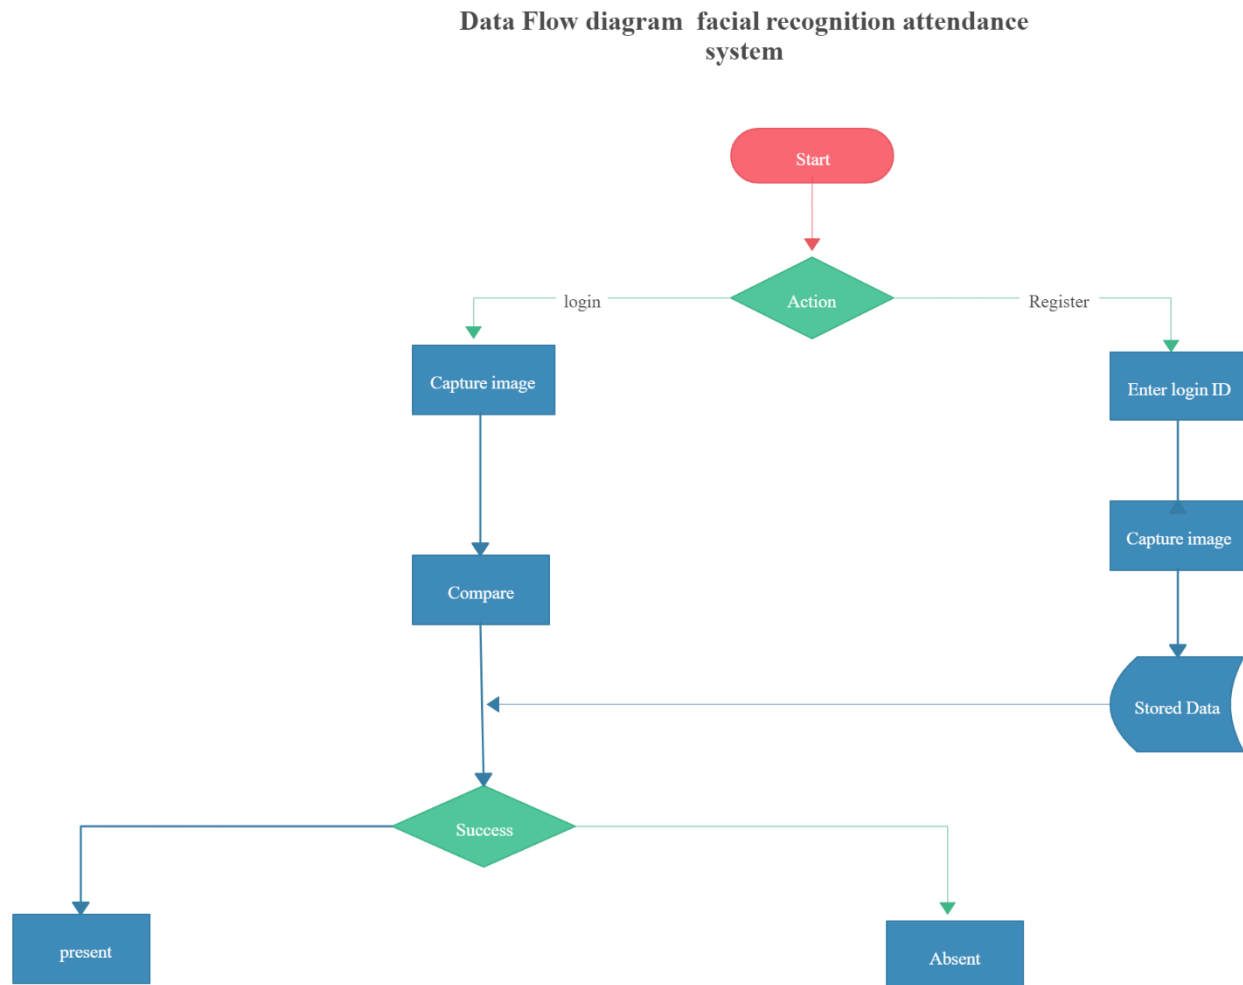 Data Flow diagram facial recognition attendance
system
Start
Action
login
Register
Capture image
Enter login ID
Capture image
Compare
Stored Data
Success
present
Absent